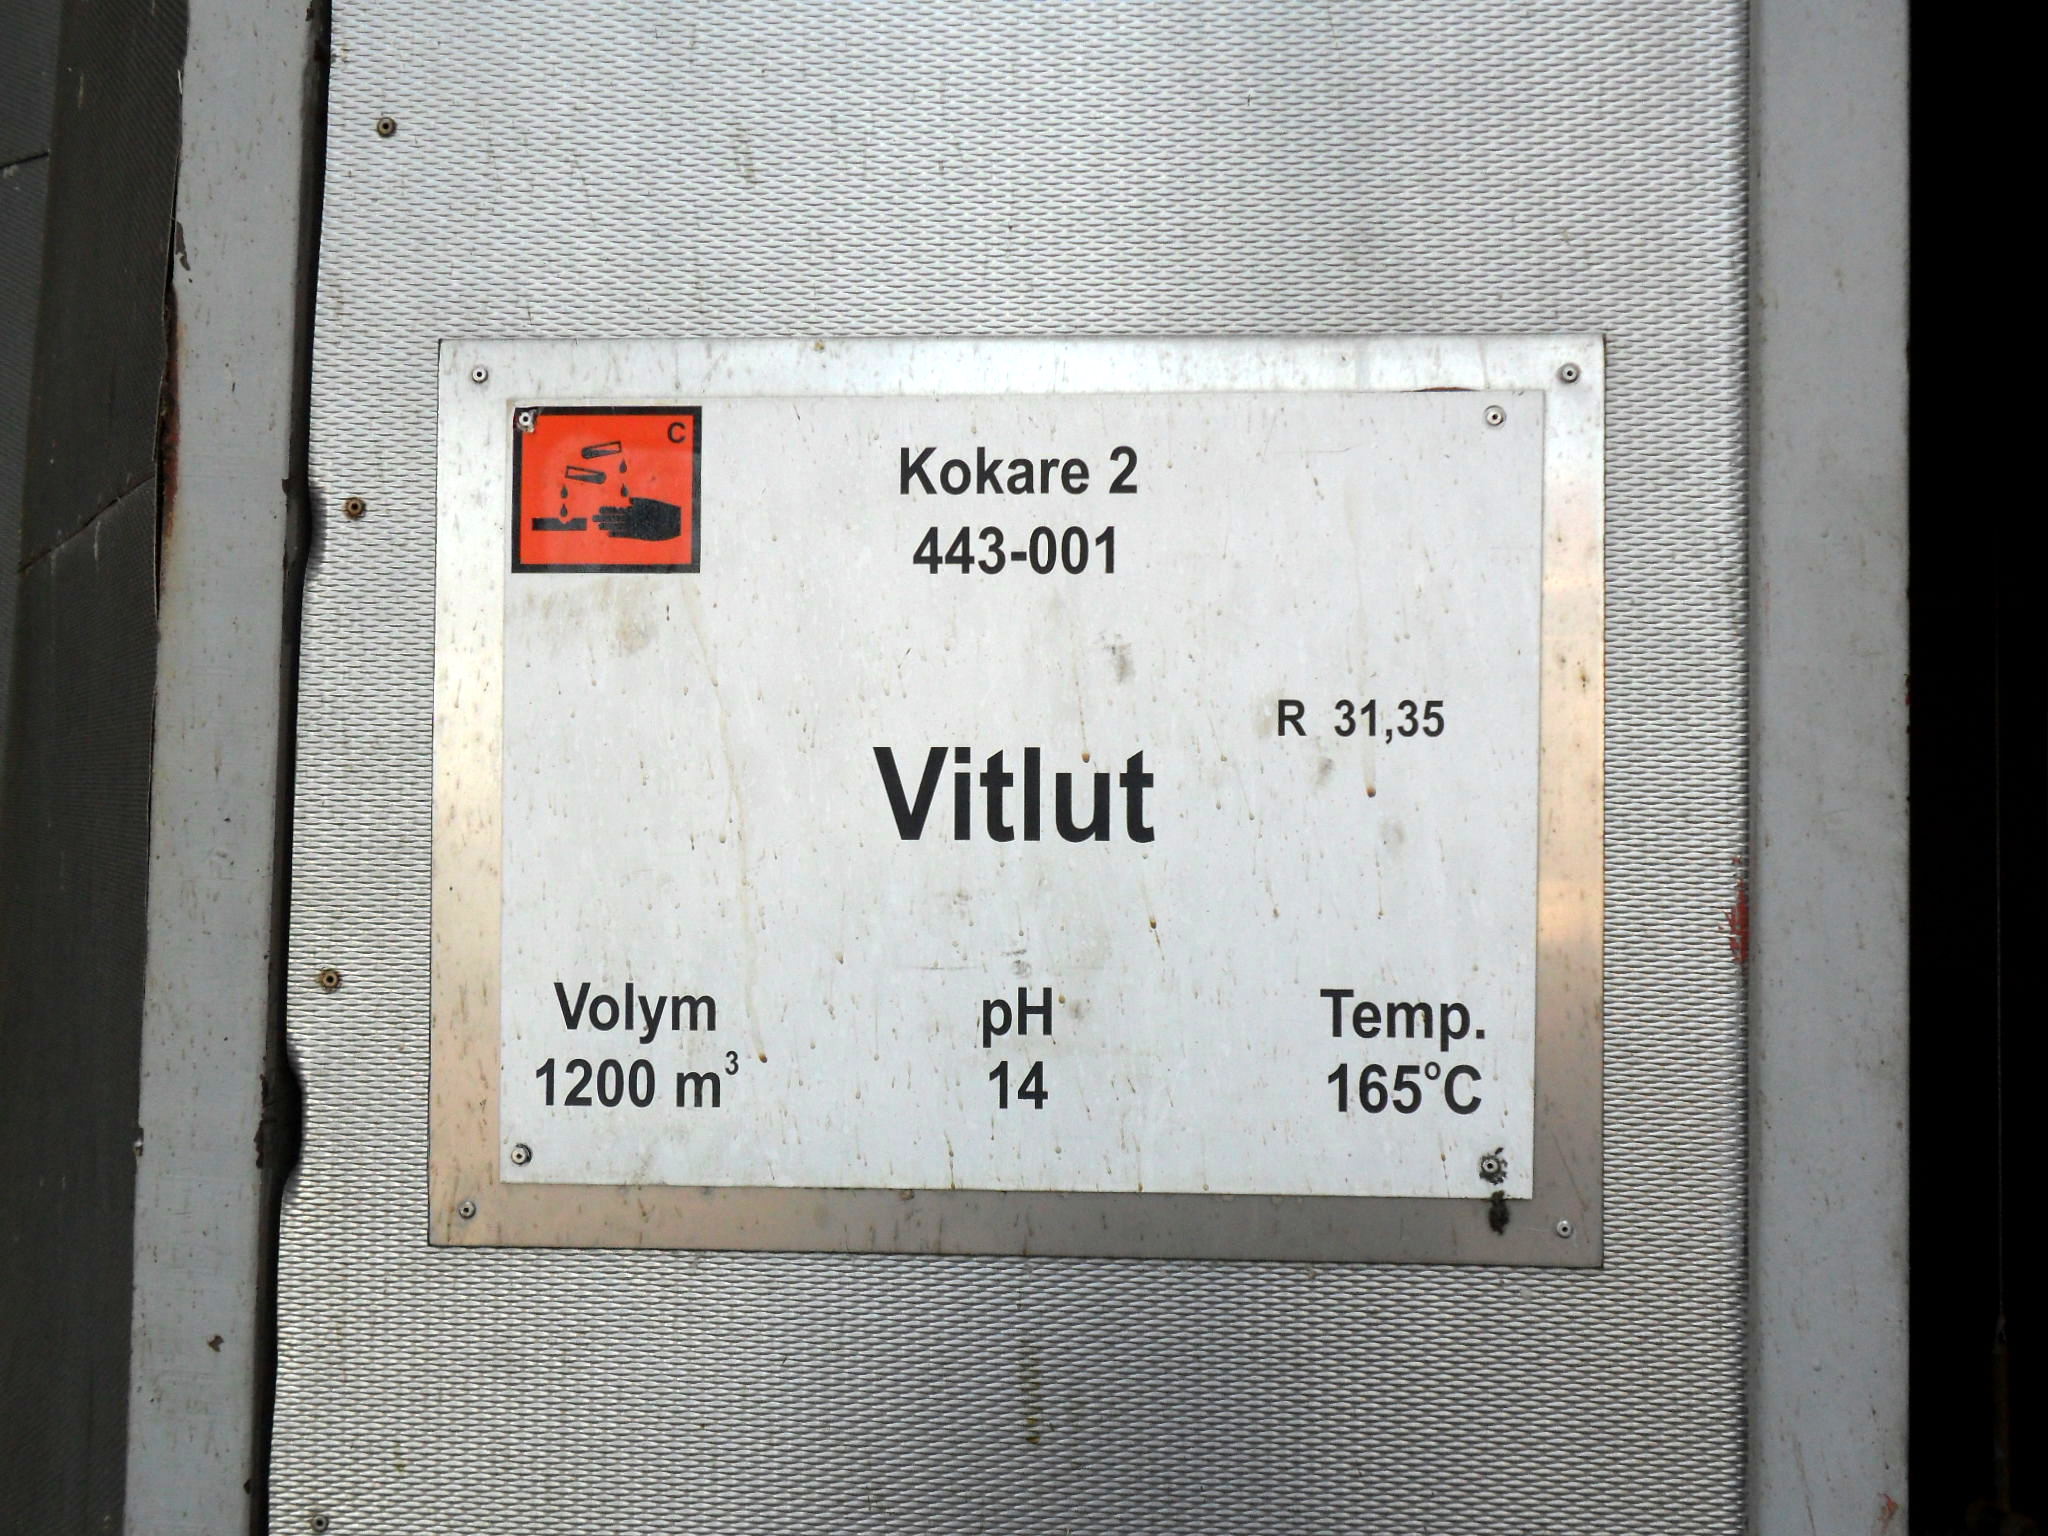 C
Kokare 2
443-001
R 31,35
Vitlut
Volym pH Temp.
1200 m³ 14 165°C